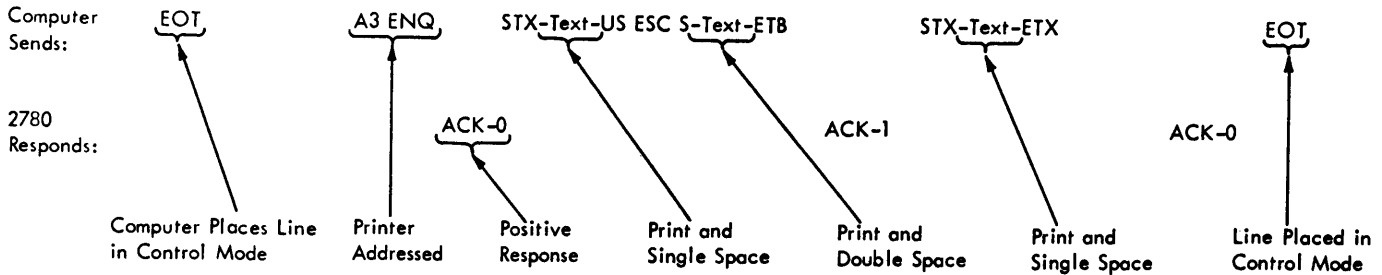 Computer Sends: EOT A3 ENQ STX-Text-US ESC S-Text-ETB STX-Text-ETX EOT
2780 Responds: ACK-0 ACK-1 ACK-0
Computer Places Line in Control Mode
Printer Addressed
Positive Response
Print and Single Space
Print and Double Space
Print and Single Space
Line Placed in Control Mode